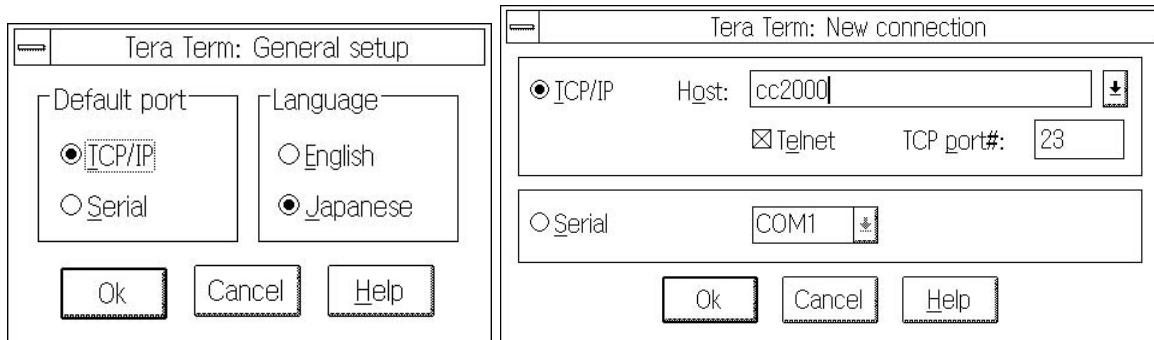 Tera Term: General setup
Default port
TCP/IP
Serial
Language
English
Japanese
Ok Cancel Help
Tera Term: New connection
TCP/IP Host: cc2000
Telnet TCP port#: 23
Serial COM1
Ok Cancel Help